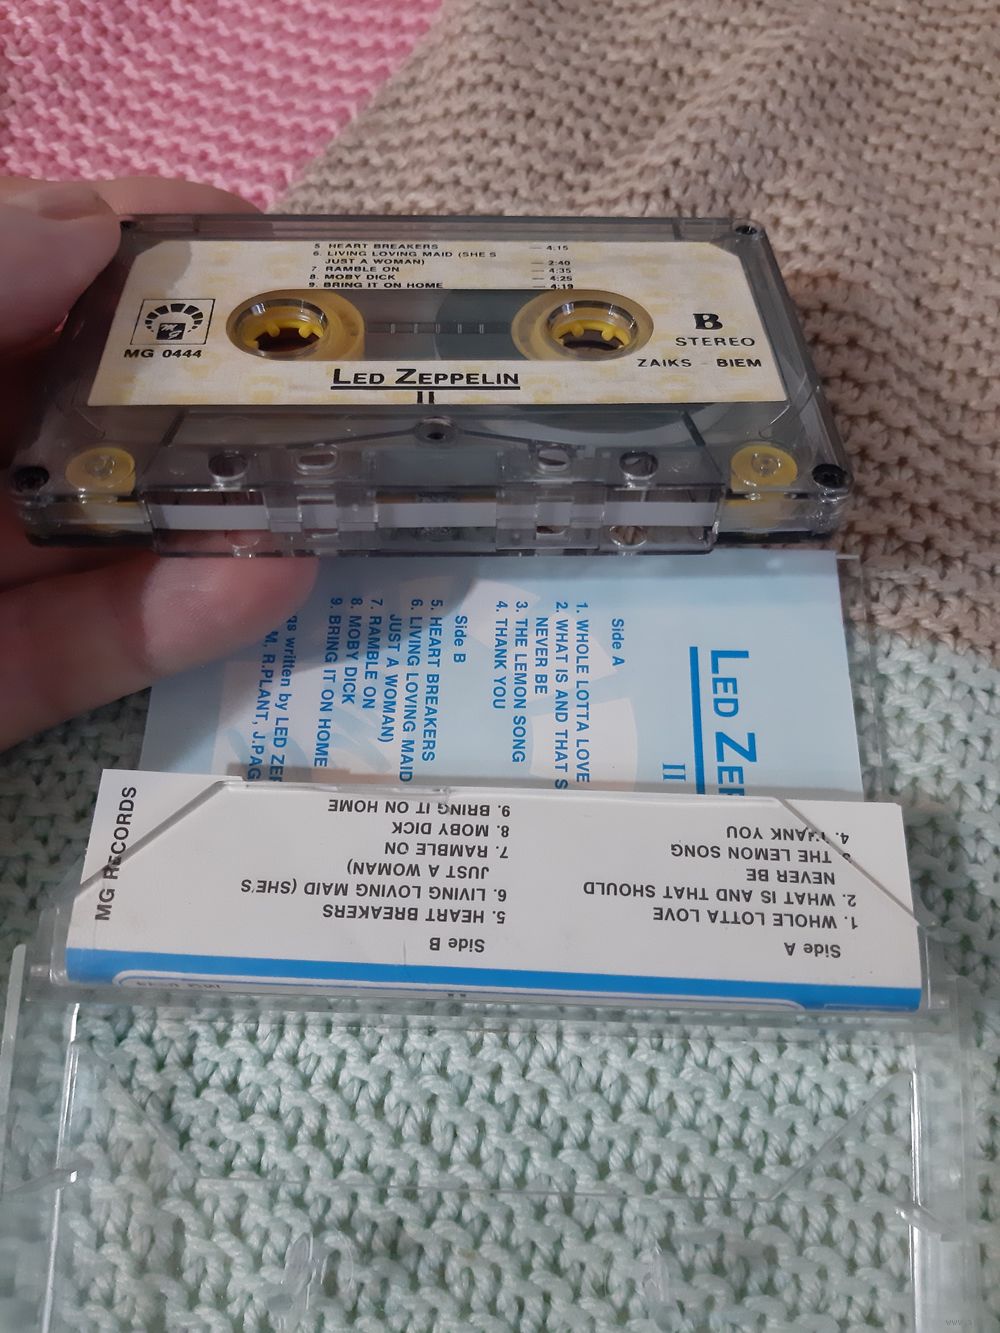 5 HEART BREAKERS — 4:15
6. LIVING LOVING MAID (SHE S
JUST A WOMAN) — 2:40
7 RAMBLE ON — 4:35
8. MOBY DICK — 4:25
9. BRING IT ON HOME — 4:19
MG
MG 0444
B
STEREO
ZAIKS - BIEM
LED ZEPPELIN
II
LED ZEP
II
Side A
1. WHOLE LOTTA LOVE
2. WHAT IS AND THAT S
NEVER BE
3. THE LEMON SONG
4. THANK YOU
Side B
5. HEART BREAKERS
6. LIVING LOVING MAID
JUST A WOMAN)
7. RAMBLE ON
8. MOBY DICK
9. BRING IT ON HOME
gs written by LED ZEP
M, R.PLANT, J.PAG
MG RECORDS
Side A
1. WHOLE LOTTA LOVE
2. WHAT IS AND THAT SHOULD
NEVER BE
3 THE LEMON SONG
4. THANK YOU
Side B
5. HEART BREAKERS
6. LIVING LOVING MAID (SHE'S
JUST A WOMAN)
7. RAMBLE ON
8. MOBY DICK
9. BRING IT ON HOME